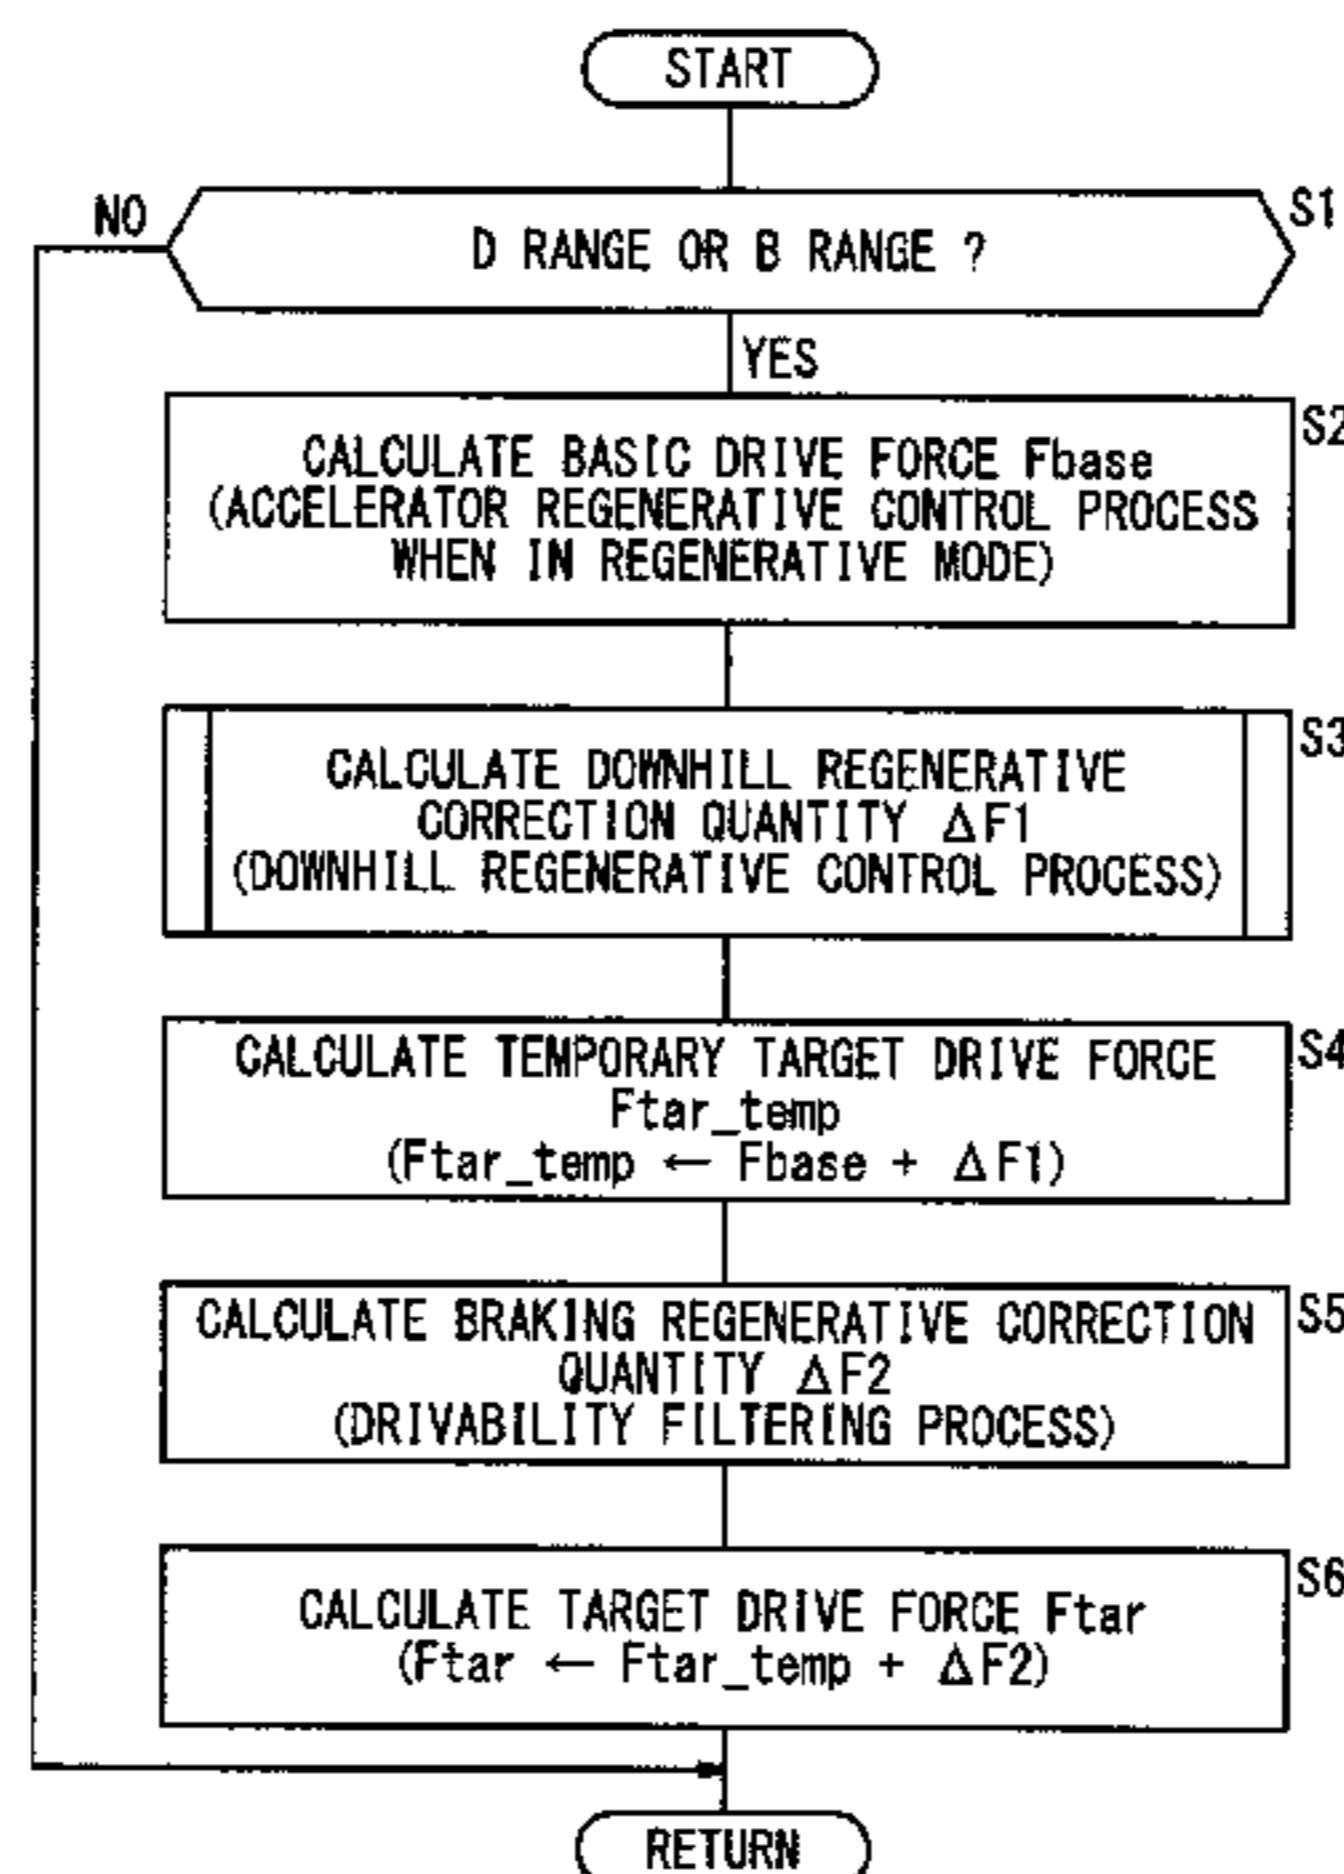 START
NO
D RANGE OR B RANGE ?
S1
YES
S2
CALCULATE BASIC DRIVE FORCE Fbase
(ACCELERATOR REGENERATIVE CONTROL PROCESS
WHEN IN REGENERATIVE MODE)
S3
CALCULATE DOWNHILL REGENERATIVE
CORRECTION QUANTITY ΔF1
(DOWNHILL REGENERATIVE CONTROL PROCESS)
S4
CALCULATE TEMPORARY TARGET DRIVE FORCE
Ftar_temp
(Ftar_temp ← Fbase + ΔF1)
S5
CALCULATE BRAKING REGENERATIVE CORRECTION
QUANTITY ΔF2
(DRIVABILITY FILTERING PROCESS)
S6
CALCULATE TARGET DRIVE FORCE Ftar
(Ftar ← Ftar_temp + ΔF2)
RETURN